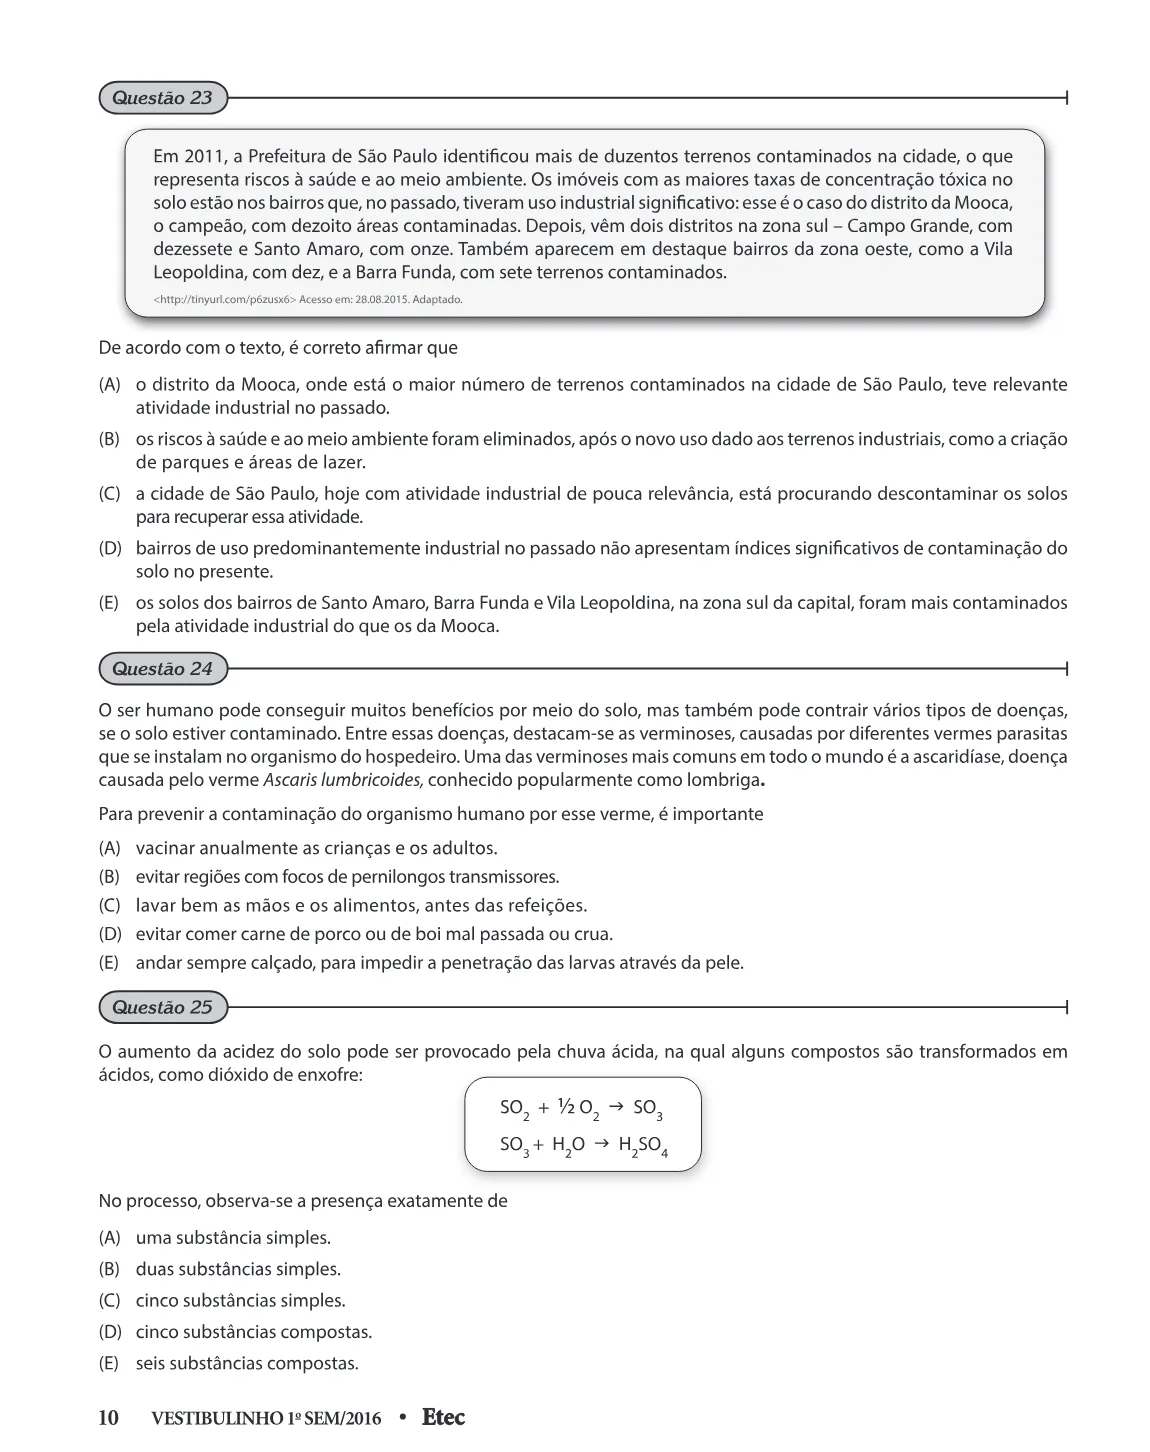 Questão 23
Em 2011, a Prefeitura de São Paulo identificou mais de duzentos terrenos contaminados na cidade, o que
representa riscos à saúde e ao meio ambiente. Os imóveis com as maiores taxas de concentração tóxica no
solo estão nos bairros que, no passado, tiveram uso industrial significativo: esse é o caso do distrito da Mooca,
o campeão, com dezoito áreas contaminadas. Depois, vêm dois distritos na zona sul – Campo Grande, com
dezessete e Santo Amaro, com onze. Também aparecem em destaque bairros da zona oeste, como a Vila
Leopoldina, com dez, e a Barra Funda, com sete terrenos contaminados.
<http://tinyurl.com/p6zusx6> Acesso em: 28.08.2015. Adaptado.
De acordo com o texto, é correto afirmar que
(A) o distrito da Mooca, onde está o maior número de terrenos contaminados na cidade de São Paulo, teve relevante
atividade industrial no passado.
(B) os riscos à saúde e ao meio ambiente foram eliminados, após o novo uso dado aos terrenos industriais, como a criação
de parques e áreas de lazer.
(C) a cidade de São Paulo, hoje com atividade industrial de pouca relevância, está procurando descontaminar os solos
para recuperar essa atividade.
(D) bairros de uso predominantemente industrial no passado não apresentam índices significativos de contaminação do
solo no presente.
(E) os solos dos bairros de Santo Amaro, Barra Funda e Vila Leopoldina, na zona sul da capital, foram mais contaminados
pela atividade industrial do que os da Mooca.
Questão 24
O ser humano pode conseguir muitos benefícios por meio do solo, mas também pode contrair vários tipos de doenças,
se o solo estiver contaminado. Entre essas doenças, destacam-se as verminoses, causadas por diferentes vermes parasitas
que se instalam no organismo do hospedeiro. Uma das verminoses mais comuns em todo o mundo é a ascaridíase, doença
causada pelo verme Ascaris lumbricoides, conhecido popularmente como lombriga.
Para prevenir a contaminação do organismo humano por esse verme, é importante
(A) vacinar anualmente as crianças e os adultos.
(B) evitar regiões com focos de pernilongos transmissores.
(C) lavar bem as mãos e os alimentos, antes das refeições.
(D) evitar comer carne de porco ou de boi mal passada ou crua.
(E) andar sempre calçado, para impedir a penetração das larvas através da pele.
Questão 25
O aumento da acidez do solo pode ser provocado pela chuva ácida, na qual alguns compostos são transformados em
ácidos, como dióxido de enxofre:
SO₂ + ½ O₂ → SO₃
SO₃ + H₂O → H₂SO₄
No processo, observa-se a presença exatamente de
(A) uma substância simples.
(B) duas substâncias simples.
(C) cinco substâncias simples.
(D) cinco substâncias compostas.
(E) seis substâncias compostas.
10 VESTIBULINHO 1º SEM/2016 • Etec